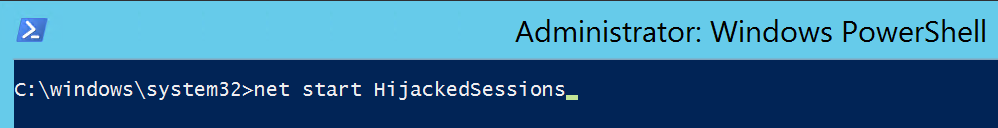 Administrator: Windows PowerShell
C:\windows\system32>net start HijackedSessions